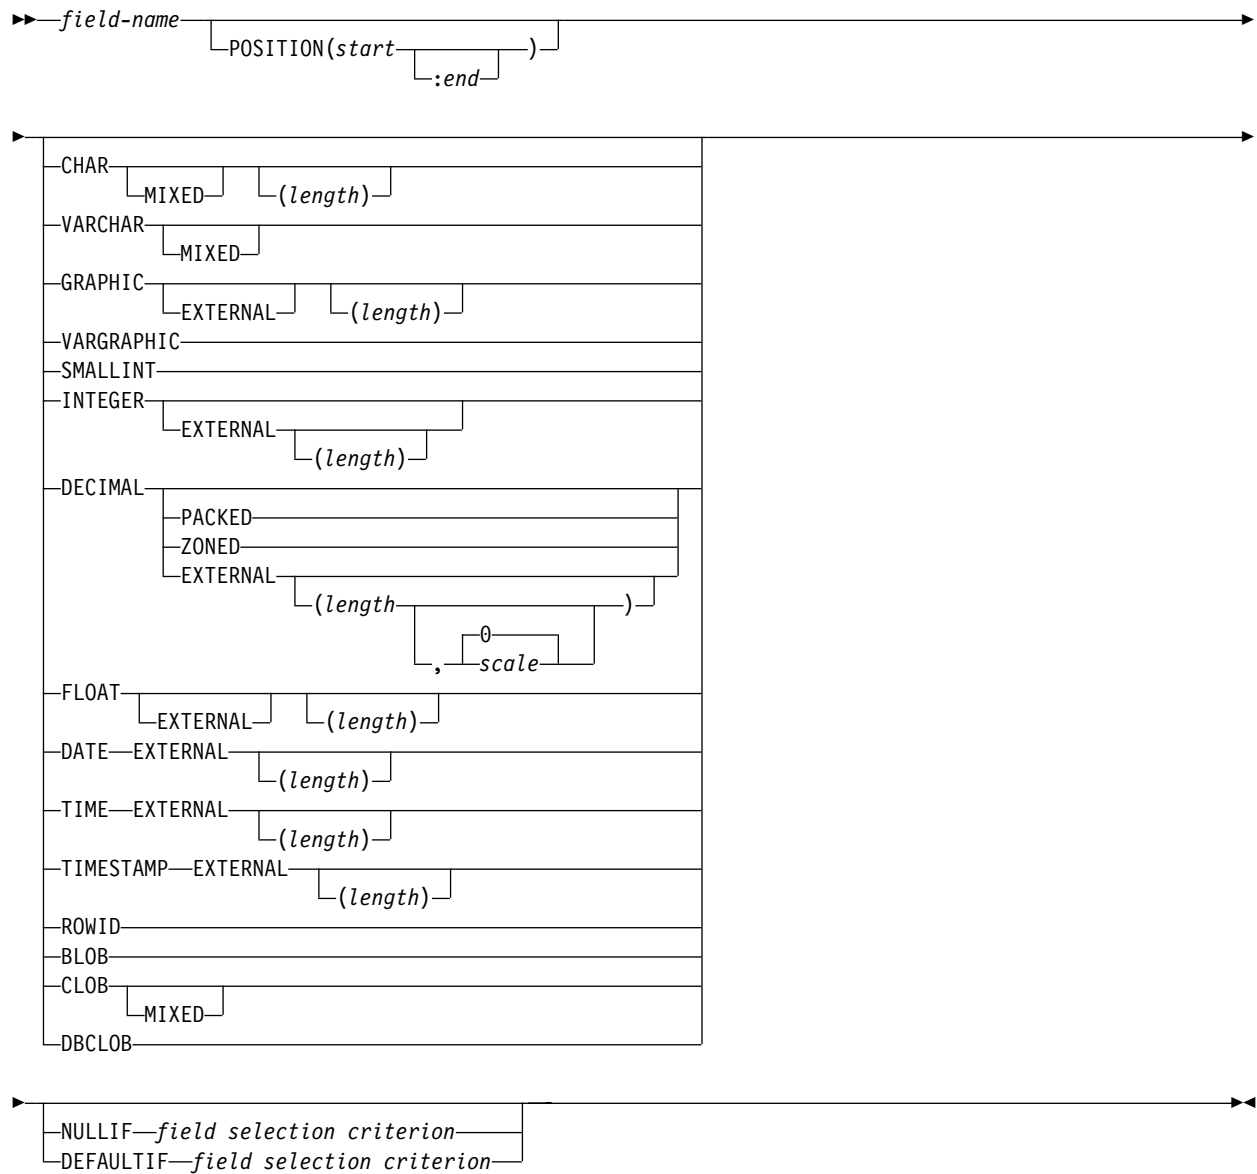 field-name
POSITION(start )
:end
CHAR
MIXED (length)
VARCHAR
MIXED
GRAPHIC
EXTERNAL (length)
VARGRAPHIC
SMALLINT
INTEGER
EXTERNAL
(length)
DECIMAL
PACKED
ZONED
EXTERNAL
(length )
0
, scale
FLOAT
EXTERNAL (length)
DATE EXTERNAL
(length)
TIME EXTERNAL
(length)
TIMESTAMP EXTERNAL
(length)
ROWID
BLOB
CLOB
MIXED
DBCLOB
NULLIF field selection criterion
DEFAULTIF field selection criterion